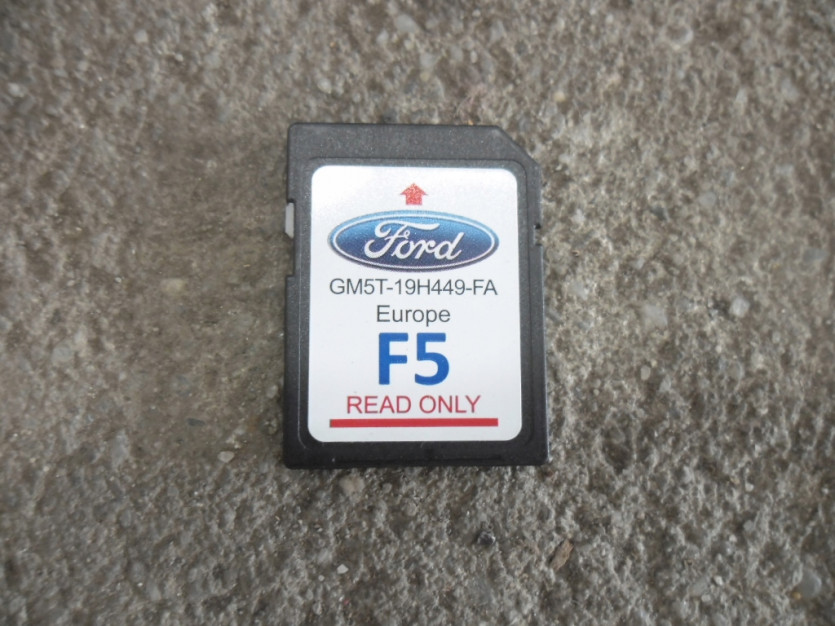 Ford
GM5T-19H449-FA
Europe
F5
READ ONLY